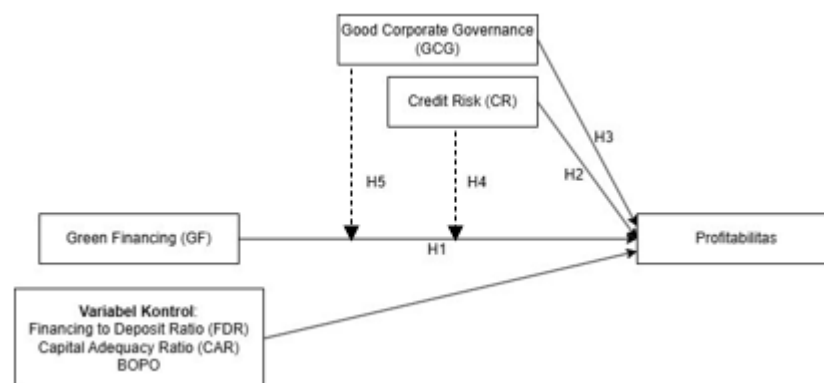 Good Corporate Governance
(GCG)
Credit Risk (CR)
H3
H2
H5
H4
Green Financing (GF)
Profitabilitas
H1
Variabel Kontrol:
Financing to Deposit Ratio (FDR)
Capital Adequacy Ratio (CAR)
BOPO